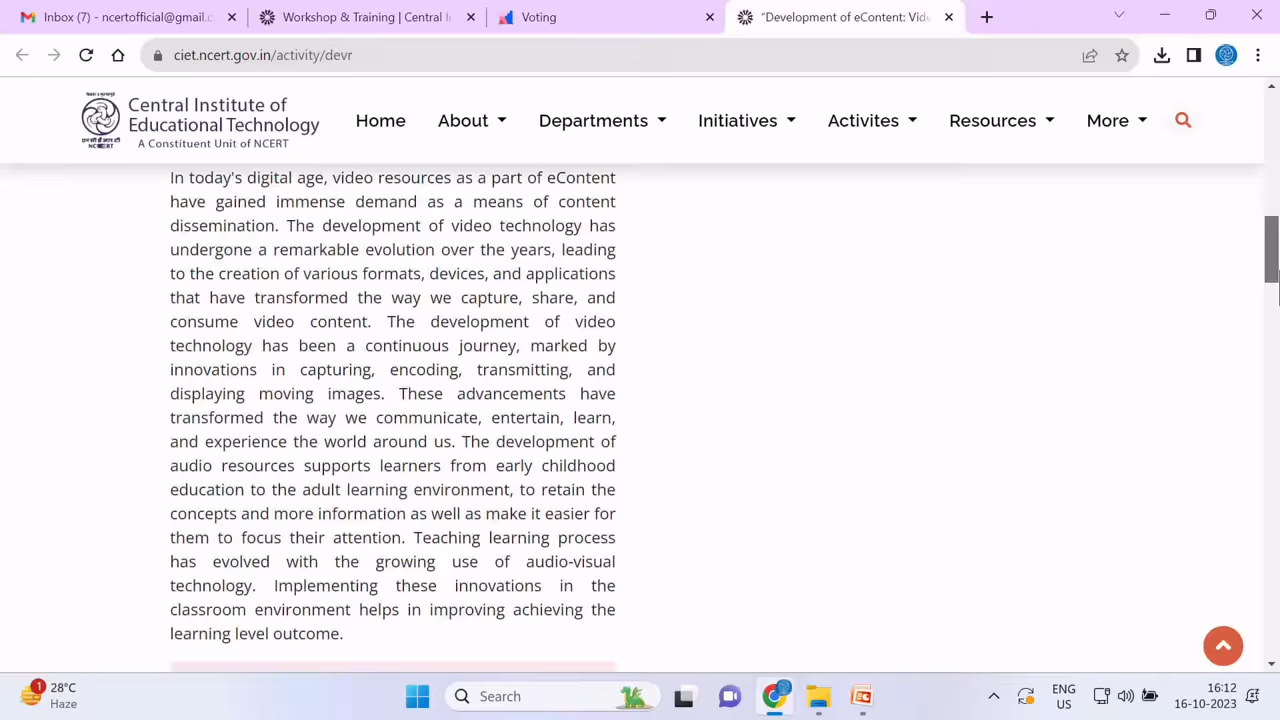 Inbox (7) - ncertofficial@gmail.c
Workshop & Training | Central I
Voting
"Development of eContent: Vid
ciet.ncert.gov.in/activity/devr
Central Institute of
Educational Technology
A Constituent Unit of NCERT
Home
About
Departments
Initiatives
Activites
Resources
More
In today's digital age, video resources as a part of eContent
have gained immense demand as a means of content
dissemination. The development of video technology has
undergone a remarkable evolution over the years, leading
to the creation of various formats, devices, and applications
that have transformed the way we capture, share, and
consume video content. The development of video
technology has been a continuous journey, marked by
innovations in capturing, encoding, transmitting, and
displaying moving images. These advancements have
transformed the way we communicate, entertain, learn,
and experience the world around us. The development of
audio resources supports learners from early childhood
education to the adult learning environment, to retain the
concepts and more information as well as make it easier for
them to focus their attention. Teaching learning process
has evolved with the growing use of audio-visual
technology. Implementing these innovations in the
classroom environment helps in improving achieving the
learning level outcome.
1
28°C
Haze
Search
ENG
US
16:12
16-10-2023